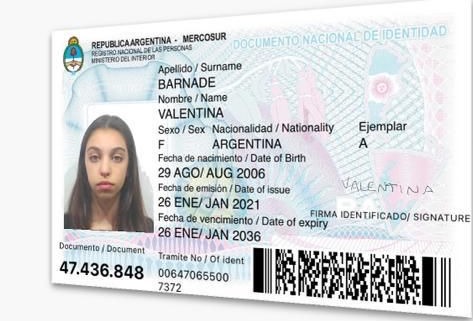 REPUBLICA ARGENTINA - MERCOSUR
REGISTRO NACIONAL DE LAS PERSONAS
MINISTERIO DEL INTERIOR
DOCUMENTO NACIONAL DE IDENTIDAD
Apellido / Surname
BARNADE
Nombre / Name
VALENTINA
Sexo / Sex Nacionalidad / Nationality Ejemplar
F ARGENTINA A
Fecha de nacimiento / Date of Birth
29 AGO/ AUG 2006
Fecha de emisión / Date of issue
26 ENE/ JAN 2021
VALENTINA
FIRMA IDENTIFICADO/ SIGNATURE
Fecha de vencimiento / Date of expiry
26 ENE/ JAN 2036
Documento / Document
47.436.848
Tramite No / Of ident
00647065500
7372